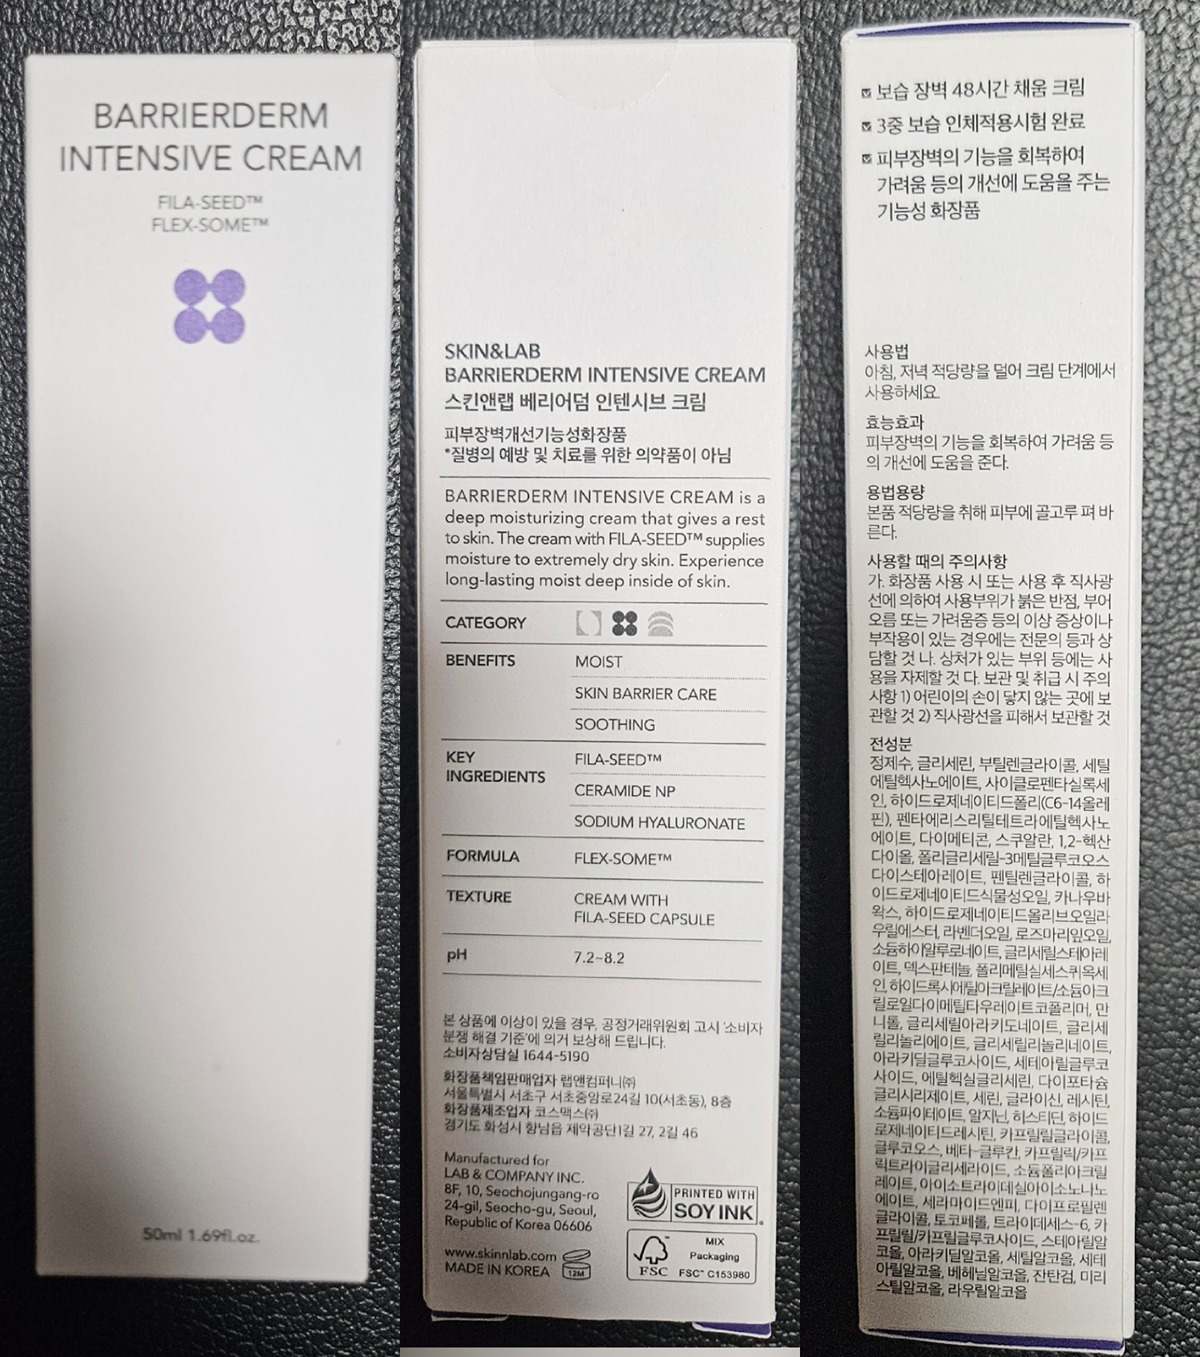 BARRIERDERM
INTENSIVE CREAM
FILA-SEED™
FLEX-SOME™
50ml 1.69fl.oz.
SKIN&LAB
BARRIERDERM INTENSIVE CREAM
스킨앤랩 베리어덤 인텐시브 크림
피부장벽개선기능성화장품
*질병의 예방 및 치료를 위한 의약품이 아님
BARRIERDERM INTENSIVE CREAM is a
deep moisturizing cream that gives a rest
to skin. The cream with FILA-SEED™ supplies
moisture to extremely dry skin. Experience
long-lasting moist deep inside of skin.
CATEGORY
BENEFITS MOIST
SKIN BARRIER CARE
SOOTHING
KEY INGREDIENTS FILA-SEED™
CERAMIDE NP
SODIUM HYALURONATE
FORMULA FLEX-SOME™
TEXTURE CREAM WITH
FILA-SEED CAPSULE
pH 7.2~8.2
본 상품에 이상이 있을 경우, 공정거래위원회 고시 '소비자
분쟁 해결 기준'에 의거 보상해 드립니다.
소비자상담실 1644-5190
화장품책임판매업자 랩앤컴퍼니㈜
서울특별시 서초구 서초중앙로24길 10(서초동), 8층
화장품제조업자 코스맥스㈜
경기도 화성시 향남읍 제약공단1길 27, 2길 46
Manufactured for
LAB & COMPANY INC.
8F, 10, Seochojungang-ro
24-gil, Seocho-gu, Seoul,
Republic of Korea 06606
www.skinnlab.com
MADE IN KOREA
12M
PRINTED WITH
SOY INK
FSC
MIX
Packaging
FSC™ C153980
보습 장벽 48시간 채움 크림
3중 보습 인체적용시험 완료
피부장벽의 기능을 회복하여
가려움 등의 개선에 도움을 주는
기능성 화장품
사용법
아침, 저녁 적당량을 덜어 크림 단계에서
사용하세요.
효능효과
피부장벽의 기능을 회복하여 가려움 등
의 개선에 도움을 준다.
용법용량
본품 적당량을 취해 피부에 골고루 펴 바
른다.
사용할 때의 주의사항
가. 화장품 사용 시 또는 사용 후 직사광
선에 의하여 사용부위가 붉은 반점, 부어
오름 또는 가려움증 등의 이상 증상이나
부작용이 있는 경우에는 전문의 등과 상
담할 것 나. 상처가 있는 부위 등에는 사
용을 자제할 것 다. 보관 및 취급 시 주의
사항 1) 어린이의 손이 닿지 않는 곳에 보
관할 것 2) 직사광선을 피해서 보관할 것
전성분
정제수, 글리세린, 부틸렌글라이콜, 세틸
에틸헥사노에이트, 사이클로펜타실록세
인, 하이드로제네이티드폴리(C6-14올레
핀), 펜타에리스리틸테트라에틸헥사노
에이트, 다이메티콘, 스쿠알란, 1,2-헥산
다이올, 폴리글리세릴-3메틸글루코오스
다이스테아레이트, 펜틸렌글라이콜, 하
이드로제네이티드식물성오일, 카나우바
왁스, 하이드로제네이티드올리브오일라
우릴에스터, 라벤더오일, 로즈마리잎오일,
소듐하이알루로네이트, 글리세릴스테아레
이트, 덱스판테놀, 폴리메틸실세스퀴옥세
인, 하이드록시에틸아크릴레이트/소듐아크
릴로일다이메틸타우레이트코폴리머, 만
니톨, 글리세릴아라키도네이트, 글리세
릴리놀리에이트, 글리세릴리놀리네이트,
아라키딜글루코사이드, 세테아릴글루코
사이드, 에틸헥실글리세린, 다이포타슘
글리시리제이트, 세린, 글라이신, 레시틴,
소듐파이테이트, 알지닌, 히스티딘, 하이드
로제네이티드레시틴, 카프릴릴글라이콜,
글루코오스, 베타-글루칸, 카프릴릭/카프
릭트라이글리세라이드, 소듐폴리아크릴
레이트, 아이소트라이데실아이소노나노
에이트, 세라마이드엔피, 다이프로필렌
글라이콜, 토코페롤, 트라이데세스-6, 카
프릴릴/카프릴글루코사이드, 스테아릴알
코올, 아라키딜알코올, 세틸알코올, 세테
아릴알코올, 베헤닐알코올, 잔탄검, 미리
스틸알코올, 라우릴알코올